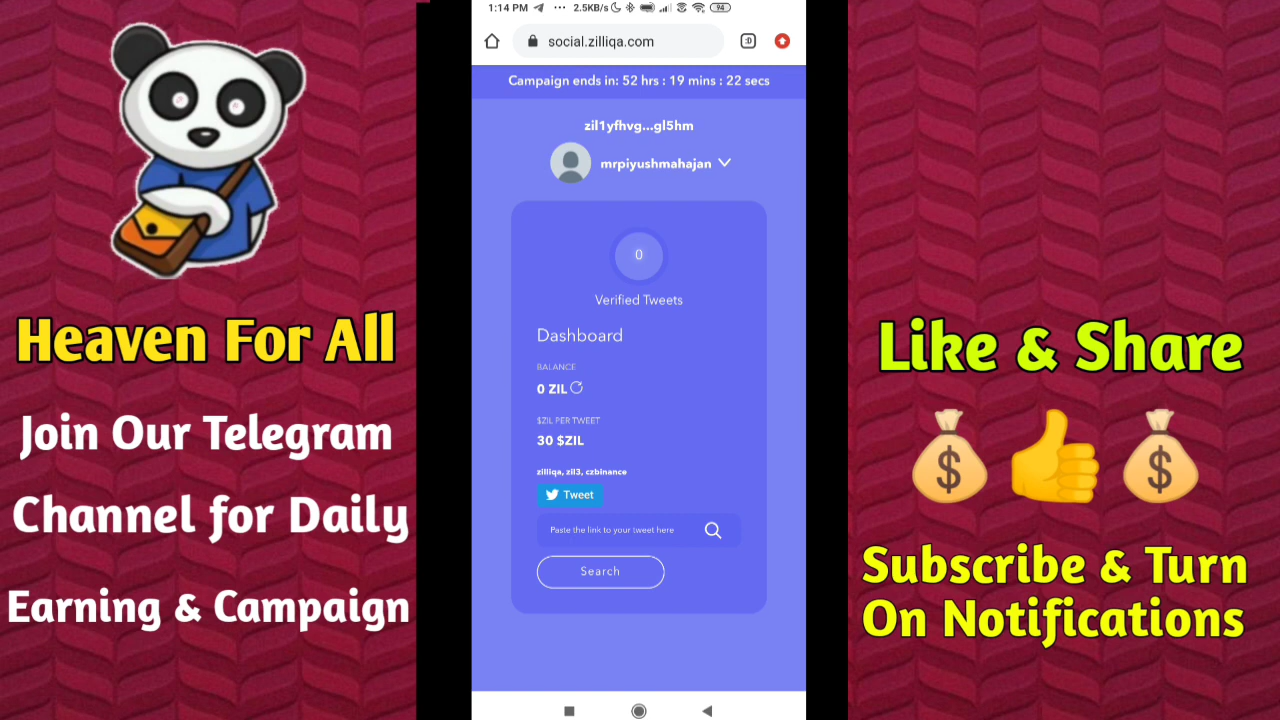 Heaven For All
Join Our Telegram
Channel for Daily
Earning & Campaign
1:14 PM ... 2.5KB/s 94
social.zilliqa.com :D
Campaign ends in: 52 hrs : 19 mins : 22 secs
zil1yfhvg...gl5hm
mrpiyushmahajan
0
Verified Tweets
Dashboard
BALANCE
0 ZIL
$ZIL PER TWEET
30 $ZIL
zilliqa, zil3, czbinance
Tweet
Paste the link to your tweet here
Search
Like & Share
$ $
Subscribe & Turn
On Notifications